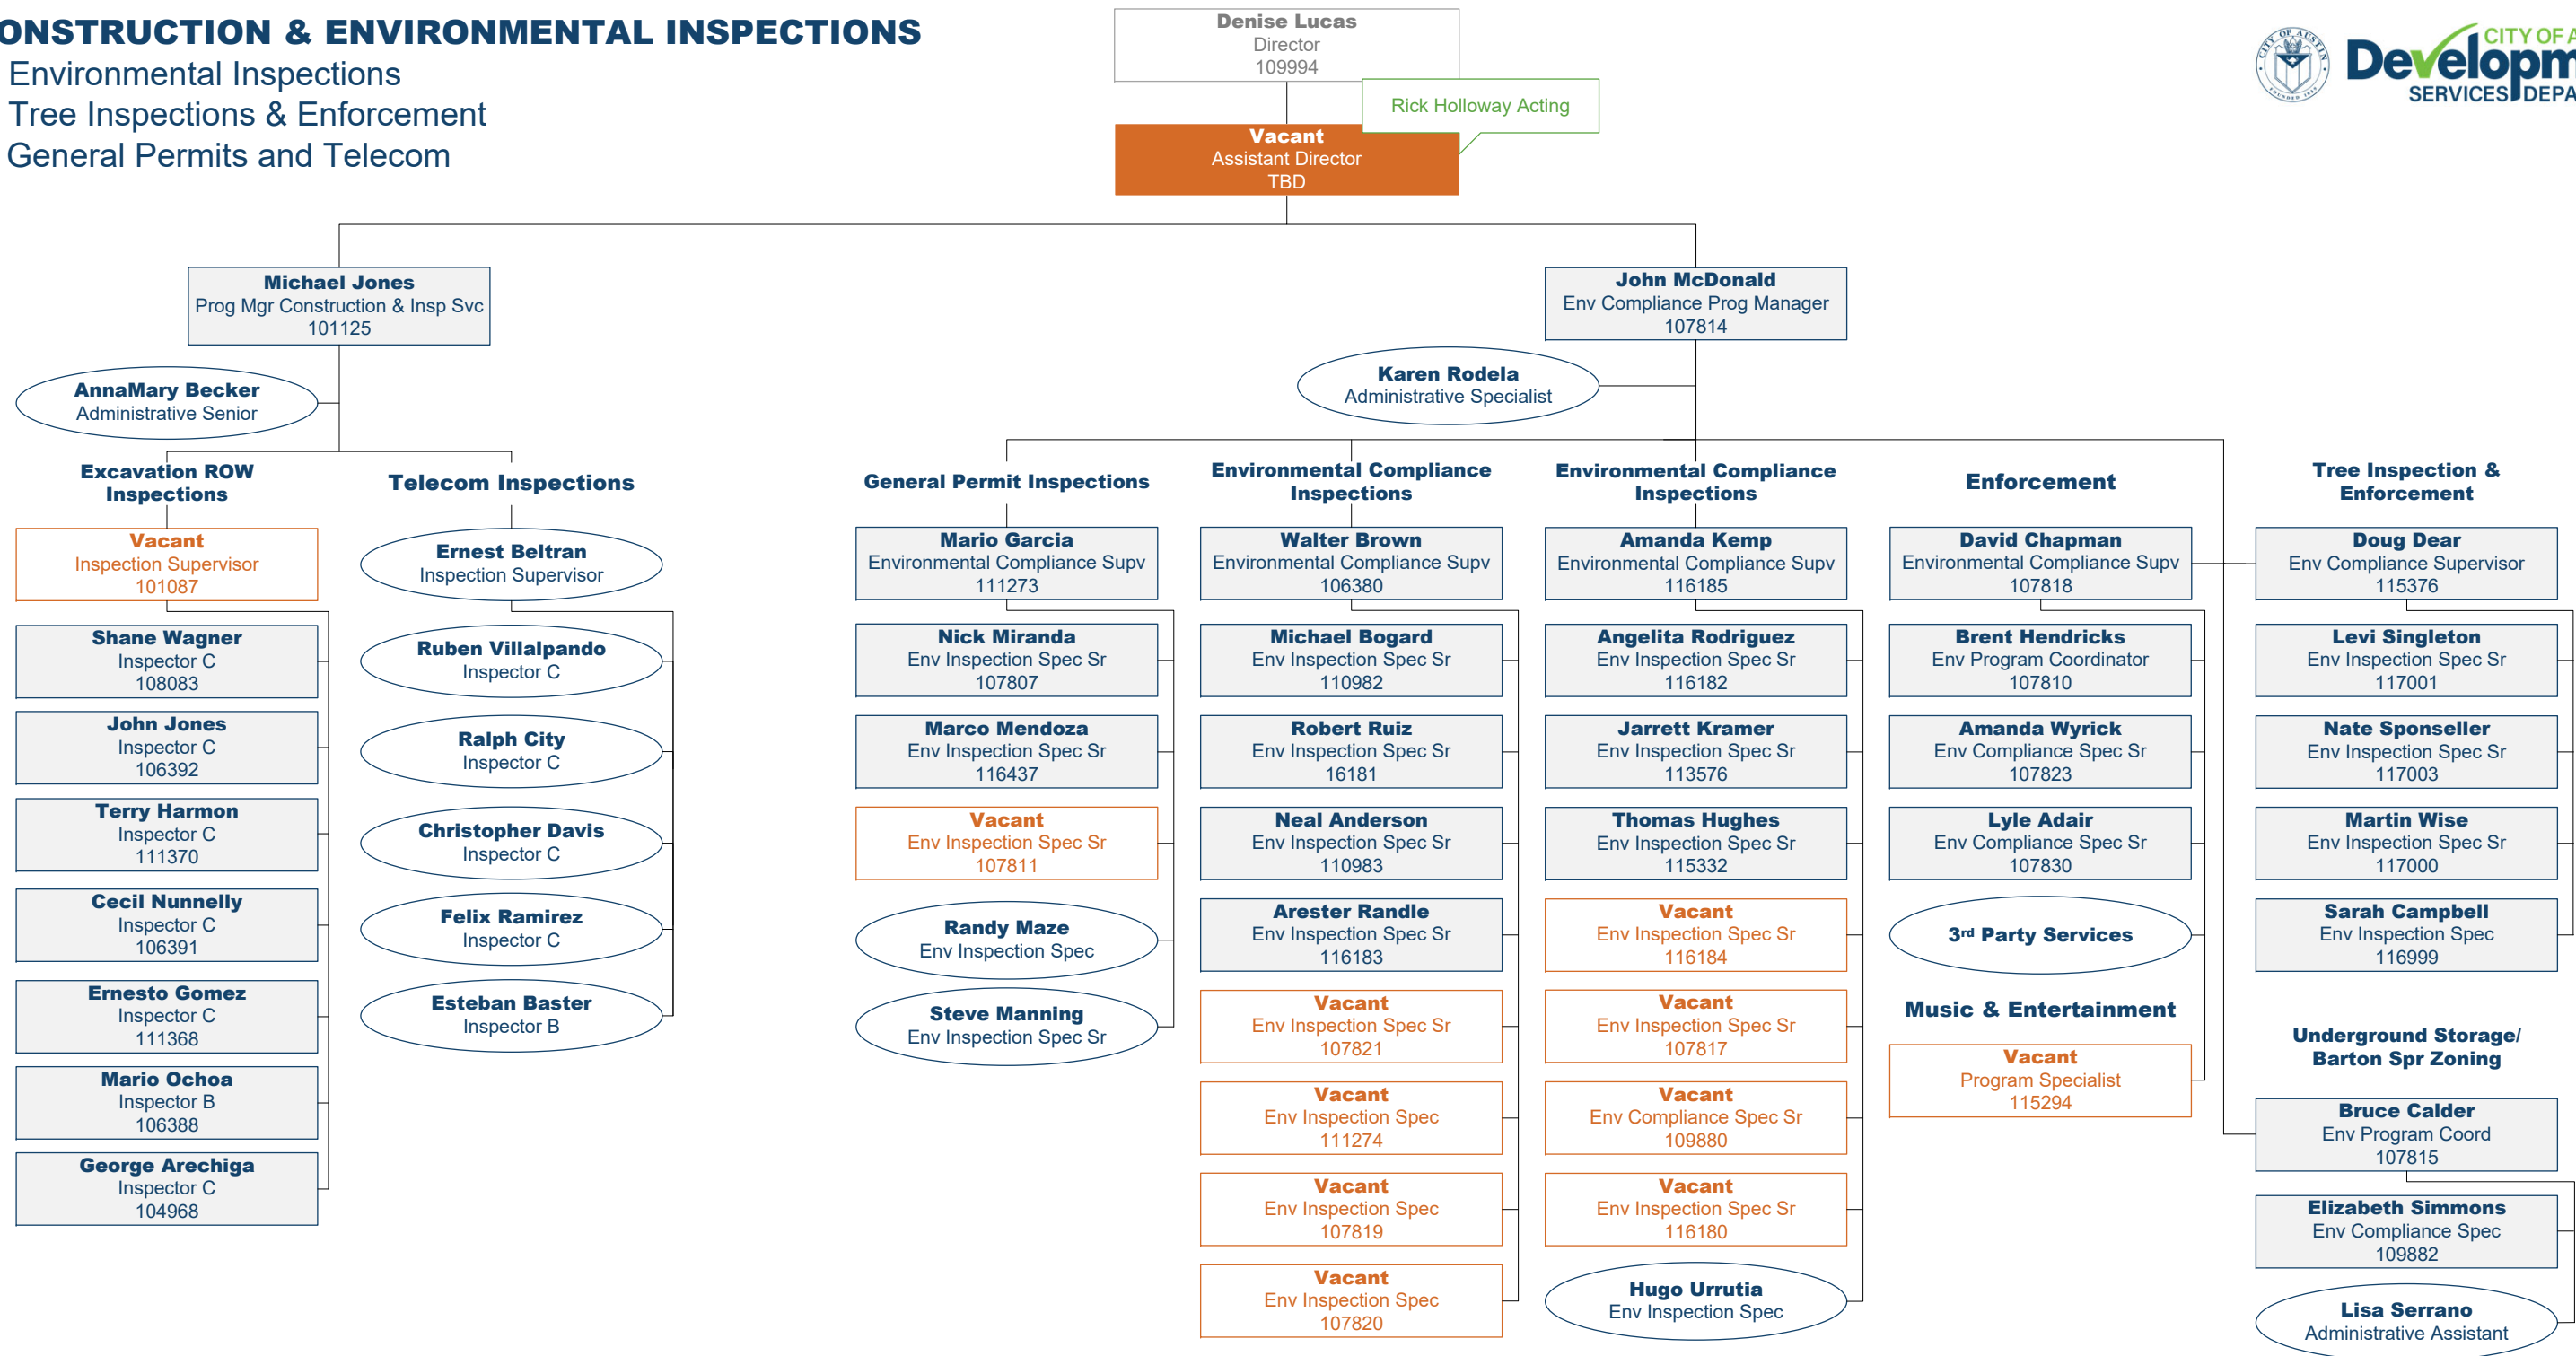 ONSTRUCTION & ENVIRONMENTAL INSPECTIONS
Environmental Inspections
Tree Inspections & Enforcement
General Permits and Telecom
Denise Lucas
Director
109994
Rick Holloway Acting
Vacant
Assistant Director
TBD
CITY OF AUSTIN
FOUNDED 1839
CITY OF A
Developm
SERVICES DEPA
Michael Jones
Prog Mgr Construction & Insp Svc
101125
AnnaMary Becker
Administrative Senior
John McDonald
Env Compliance Prog Manager
107814
Karen Rodela
Administrative Specialist
Excavation ROW
Inspections
Vacant
Inspection Supervisor
101087
Shane Wagner
Inspector C
108083
John Jones
Inspector C
106392
Terry Harmon
Inspector C
111370
Cecil Nunnelly
Inspector C
106391
Ernesto Gomez
Inspector C
111368
Mario Ochoa
Inspector B
106388
George Arechiga
Inspector C
104968
Telecom Inspections
Ernest Beltran
Inspection Supervisor
Ruben Villalpando
Inspector C
Ralph City
Inspector C
Christopher Davis
Inspector C
Felix Ramirez
Inspector C
Esteban Baster
Inspector B
General Permit Inspections
Mario Garcia
Environmental Compliance Supv
111273
Nick Miranda
Env Inspection Spec Sr
107807
Marco Mendoza
Env Inspection Spec Sr
116437
Vacant
Env Inspection Spec Sr
107811
Randy Maze
Env Inspection Spec
Steve Manning
Env Inspection Spec Sr
Environmental Compliance
Inspections
Walter Brown
Environmental Compliance Supv
106380
Michael Bogard
Env Inspection Spec Sr
110982
Robert Ruiz
Env Inspection Spec Sr
16181
Neal Anderson
Env Inspection Spec Sr
110983
Arester Randle
Env Inspection Spec Sr
116183
Vacant
Env Inspection Spec Sr
107821
Vacant
Env Inspection Spec
111274
Vacant
Env Inspection Spec
107819
Vacant
Env Inspection Spec
107820
Environmental Compliance
Inspections
Amanda Kemp
Environmental Compliance Supv
116185
Angelita Rodriguez
Env Inspection Spec Sr
116182
Jarrett Kramer
Env Inspection Spec Sr
113576
Thomas Hughes
Env Inspection Spec Sr
115332
Vacant
Env Inspection Spec Sr
116184
Vacant
Env Inspection Spec Sr
107817
Vacant
Env Compliance Spec Sr
109880
Vacant
Env Inspection Spec Sr
116180
Hugo Urrutia
Env Inspection Spec
Enforcement
David Chapman
Environmental Compliance Supv
107818
Brent Hendricks
Env Program Coordinator
107810
Amanda Wyrick
Env Compliance Spec Sr
107823
Lyle Adair
Env Compliance Spec Sr
107830
3rd Party Services
Music & Entertainment
Vacant
Program Specialist
115294
Tree Inspection &
Enforcement
Doug Dear
Env Compliance Supervisor
115376
Levi Singleton
Env Inspection Spec Sr
117001
Nate Sponseller
Env Inspection Spec Sr
117003
Martin Wise
Env Inspection Spec Sr
117000
Sarah Campbell
Env Inspection Spec
116999
Underground Storage/
Barton Spr Zoning
Bruce Calder
Env Program Coord
107815
Elizabeth Simmons
Env Compliance Spec
109882
Lisa Serrano
Administrative Assistant